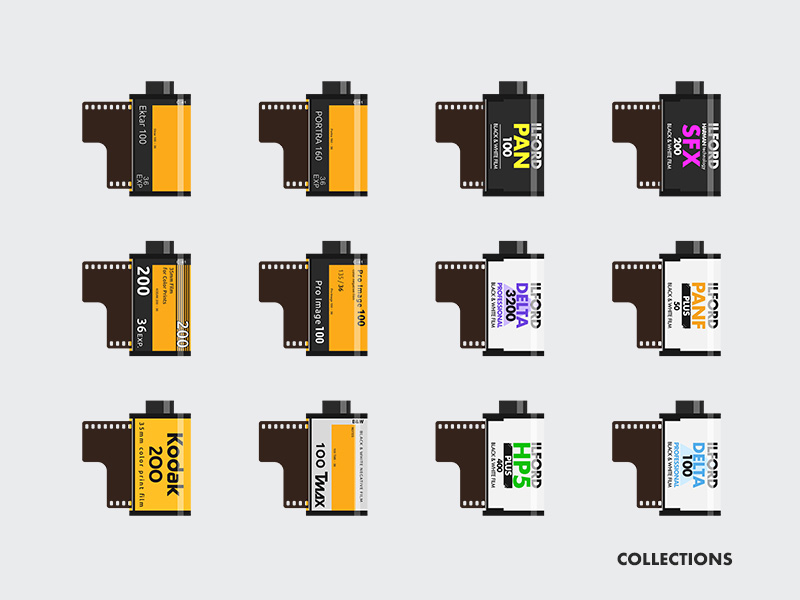 Ektar 100
36
EXP
PORTRA 160
36
EXP
ILFORD
PAN
100
BLACK & WHITE FILM
ILFORD
HARMAN technology
SFX
200
BLACK & WHITE FILM
200
36 EXP.
35mm Film
For Color Prints
200
Pro Image 100
135/36
Pro Image 100
ILFORD
DELTA
3200
PROFESSIONAL
BLACK & WHITE FILM
ILFORD
PANF
PLUS
50
BLACK & WHITE FILM
Kodak
200
35mm color print film
100 TMAX
BLACK & WHITE NEGATIVE FILM
ILFORD
HP5
PLUS
400
BLACK & WHITE FILM
ILFORD
DELTA
100
PROFESSIONAL
BLACK & WHITE FILM
COLLECTIONS